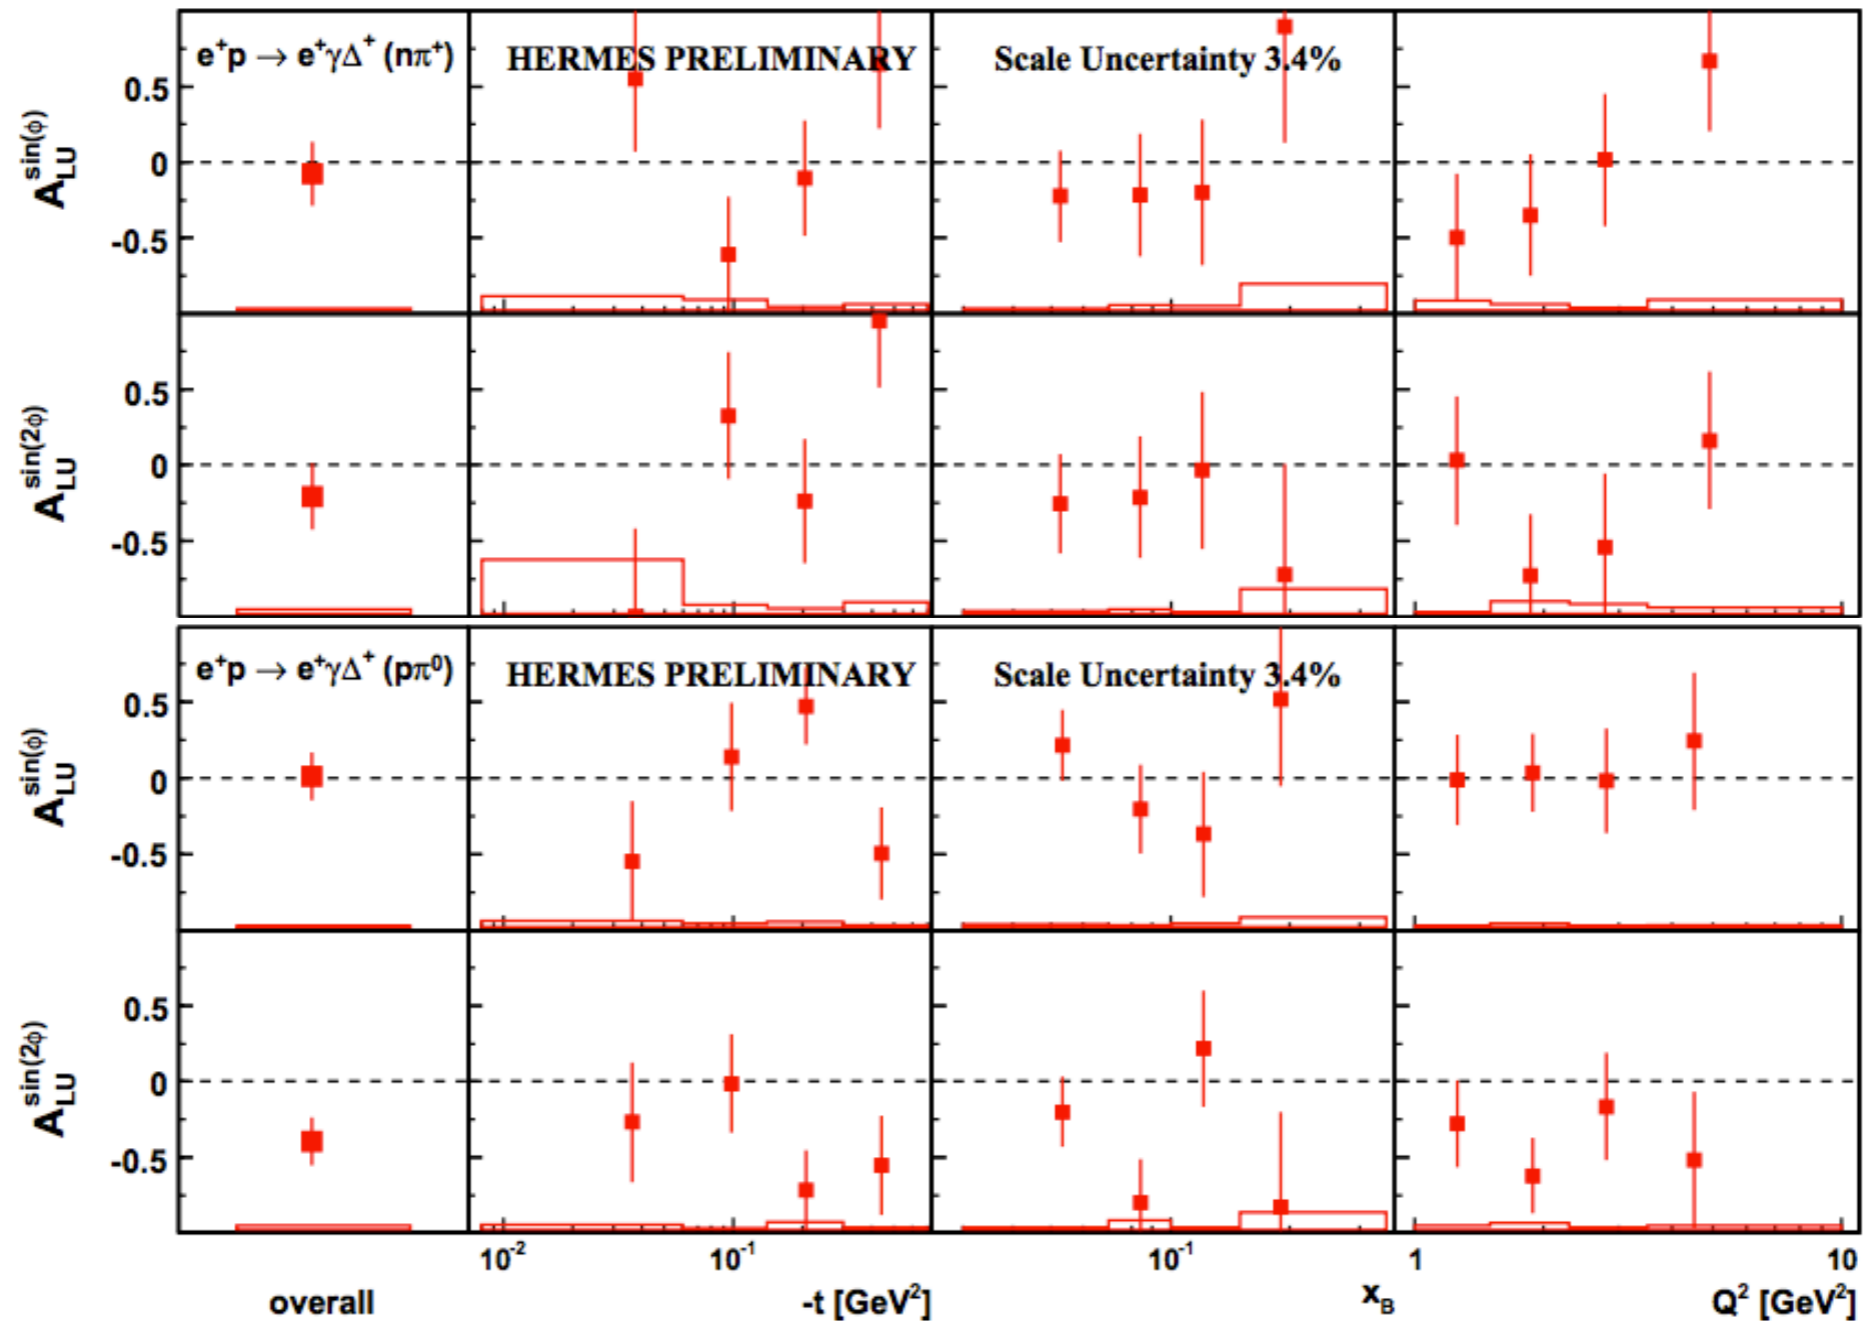 e⁺p → e⁺γΔ⁺ (nπ⁺) HERMES PRELIMINARY Scale Uncertainty 3.4%
A_LU^sin(ϕ)
0.5
0
-0.5
A_LU^sin(2ϕ)
0.5
0
-0.5
e⁺p → e⁺γΔ⁺ (pπ⁰) HERMES PRELIMINARY Scale Uncertainty 3.4%
A_LU^sin(ϕ)
0.5
0
-0.5
A_LU^sin(2ϕ)
0.5
0
-0.5
10⁻² 10⁻¹ 10⁻¹ 1 10
overall -t [GeV²] x_B Q² [GeV²]